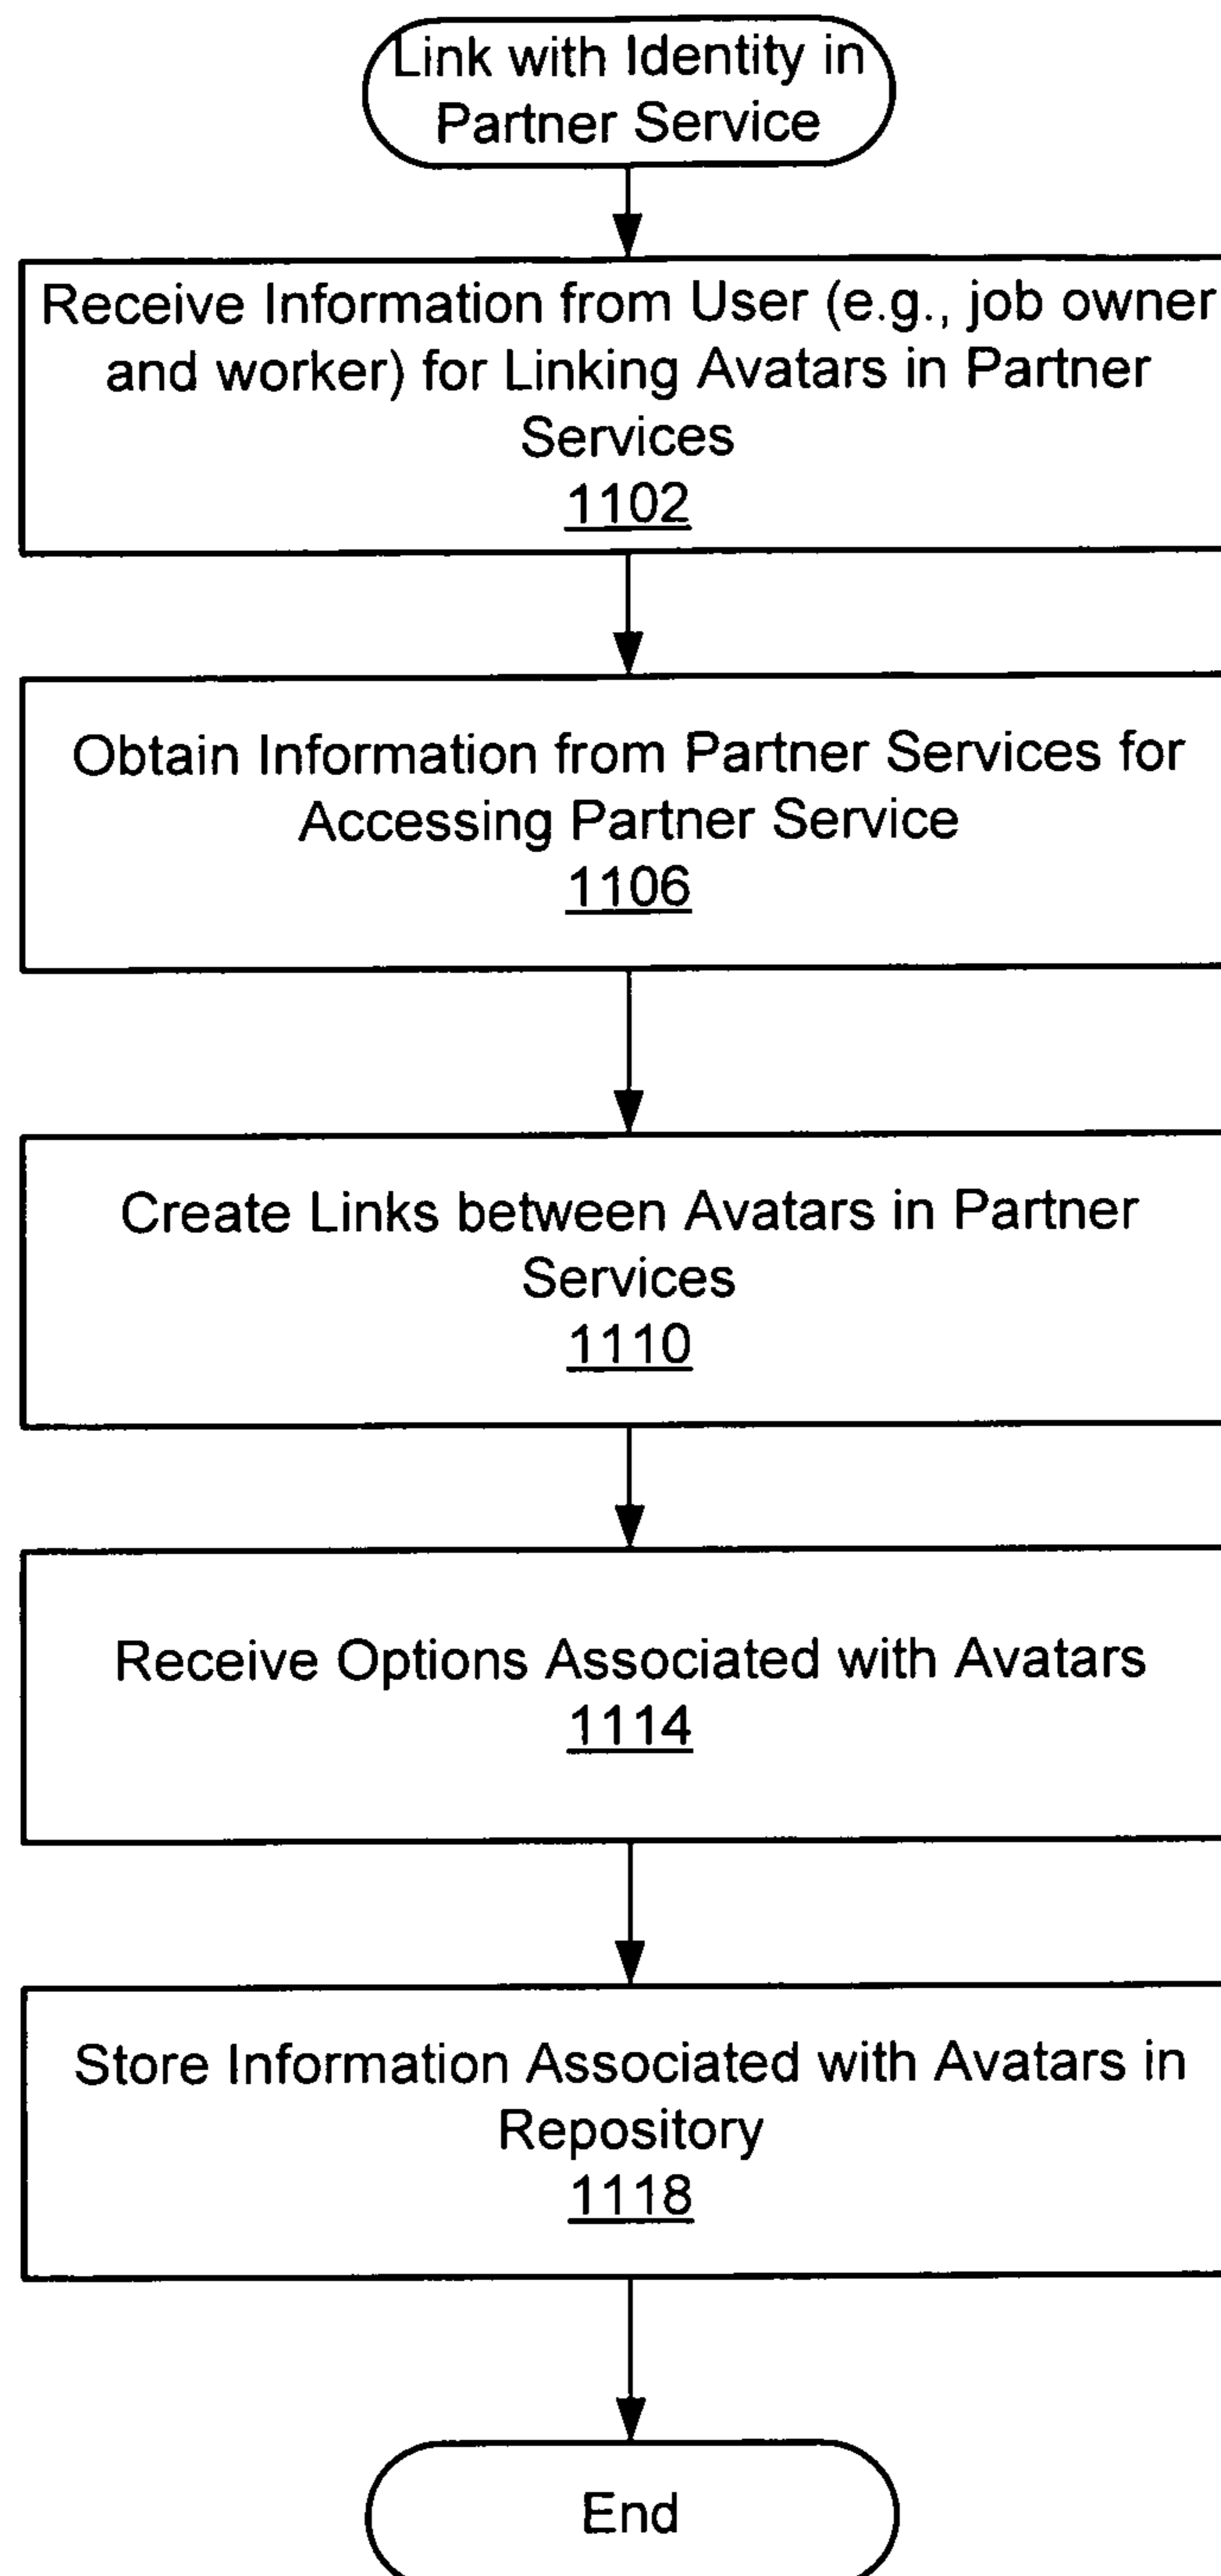 Link with Identity in
Partner Service
Receive Information from User (e.g., job owner
and worker) for Linking Avatars in Partner
Services
1102
Obtain Information from Partner Services for
Accessing Partner Service
1106
Create Links between Avatars in Partner
Services
1110
Receive Options Associated with Avatars
1114
Store Information Associated with Avatars in
Repository
1118
End